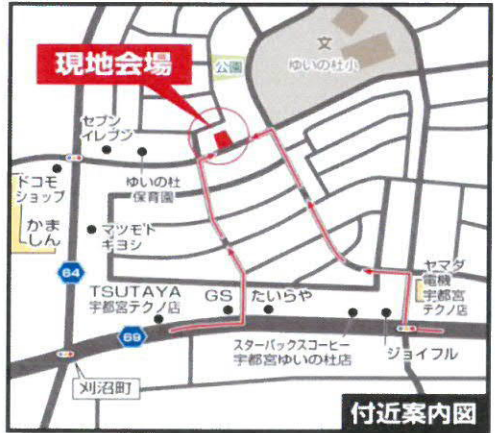 現地会場
公園
文
ゆいの杜小
セブン
イレブン
ドコモ
ショップ
ゆいの杜
保育園
かま
しん
マツモト
キヨシ
64
TSUTAYA
宇都宮テクノ店
GS
たいらや
ヤマダ
電機
宇都宮
テクノ店
69
スターバックスコーヒー
宇都宮ゆいの杜店
ジョイフル
刈沼町
付近案内図